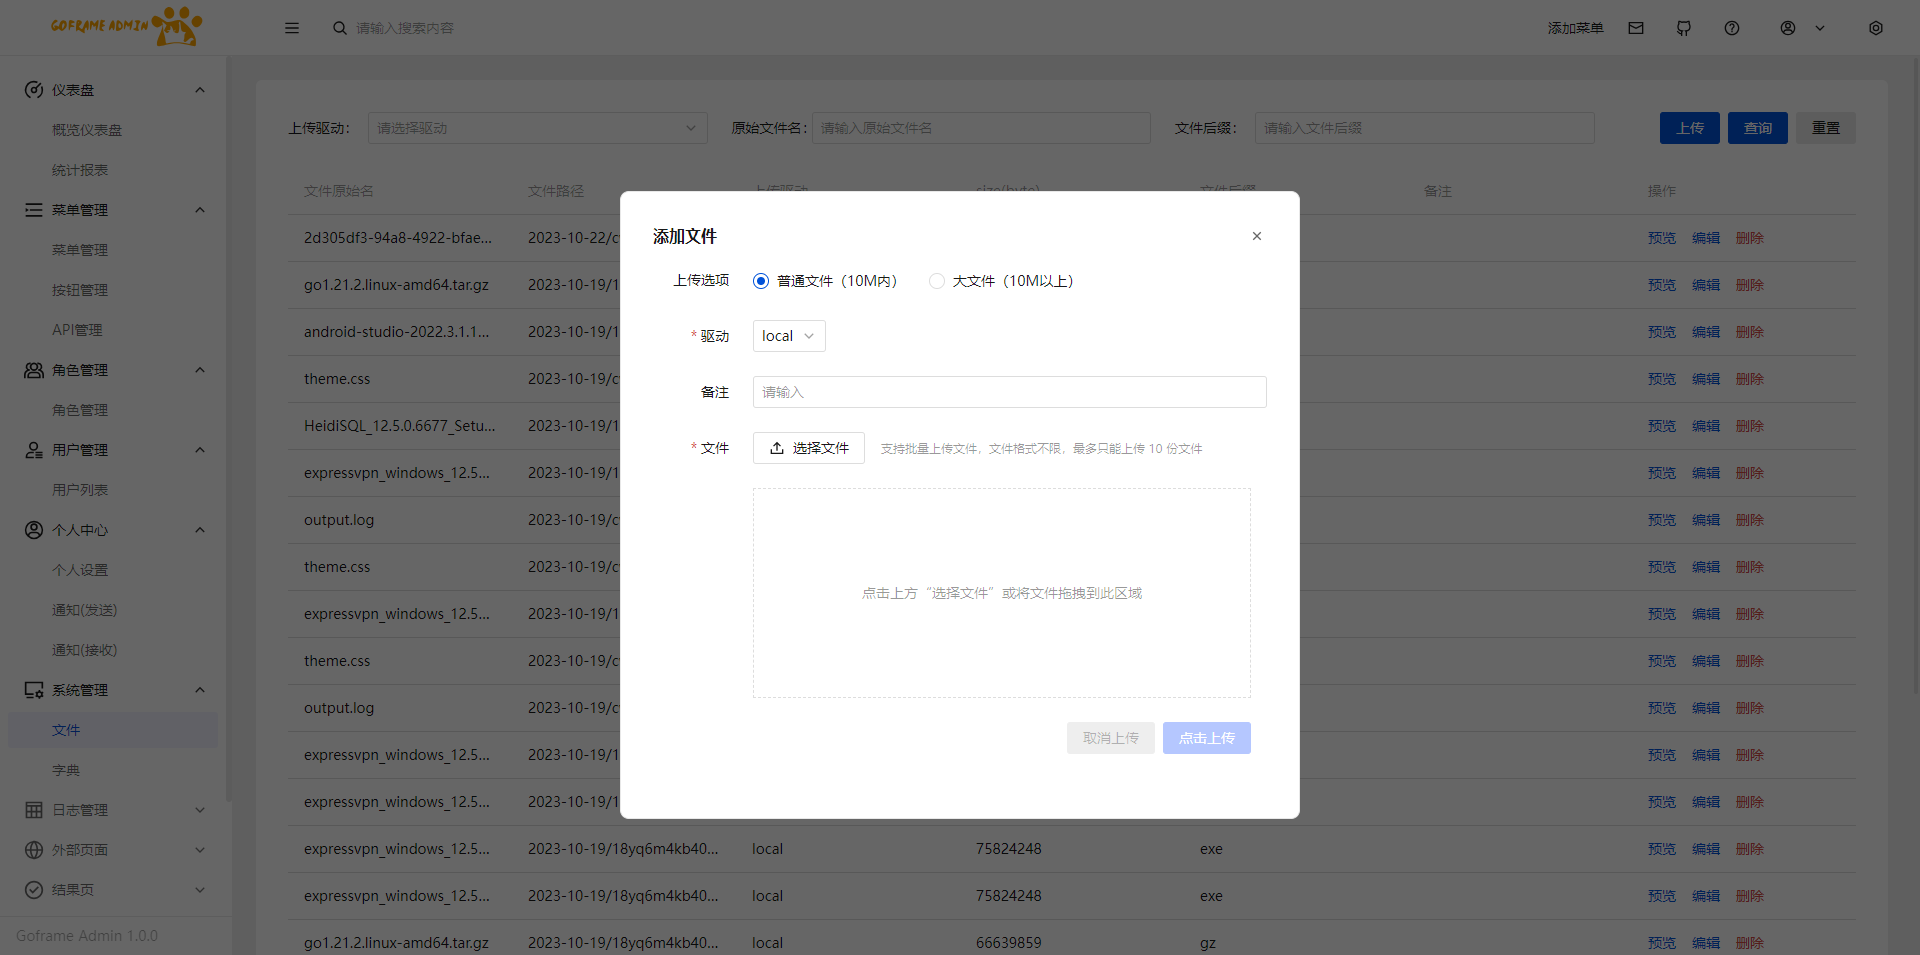 GOFRAME ADMIN
请输入搜索内容
添加菜单
仪表盘
概览仪表盘
统计报表
菜单管理
菜单管理
按钮管理
API管理
角色管理
角色管理
用户管理
用户列表
个人中心
个人设置
通知(发送)
通知(接收)
系统管理
文件
字典
日志管理
外部页面
结果页
Goframe Admin 1.0.0
上传驱动： 请选择驱动 原始文件名： 请输入原始文件名 文件后缀： 请输入文件后缀 上传 查询 重置
文件原始名 文件路径 上传驱动 size(byte) 文件后缀 备注 操作
2d305df3-94a8-4922-bfae... 2023-10-22/c 预览 编辑 删除
go1.21.2.linux-amd64.tar.gz 2023-10-19/1 预览 编辑 删除
android-studio-2022.3.1.1... 2023-10-19/1 预览 编辑 删除
theme.css 2023-10-19/c 预览 编辑 删除
HeidiSQL_12.5.0.6677_Setu... 2023-10-19/1 预览 编辑 删除
expressvpn_windows_12.5... 2023-10-19/1 预览 编辑 删除
output.log 2023-10-19/c 预览 编辑 删除
theme.css 2023-10-19/c 预览 编辑 删除
expressvpn_windows_12.5... 2023-10-19/1 预览 编辑 删除
theme.css 2023-10-19/c 预览 编辑 删除
output.log 2023-10-19/c 预览 编辑 删除
expressvpn_windows_12.5... 2023-10-19/1 预览 编辑 删除
expressvpn_windows_12.5... 2023-10-19/1 预览 编辑 删除
expressvpn_windows_12.5... 2023-10-19/18yq6m4kb40... local 75824248 exe 预览 编辑 删除
expressvpn_windows_12.5... 2023-10-19/18yq6m4kb40... local 75824248 exe 预览 编辑 删除
go1.21.2.linux-amd64.tar.gz 2023-10-19/18yq6m4kb40... local 66639859 gz 预览 编辑 删除
添加文件
上传选项 普通文件（10M内） 大文件（10M以上）
* 驱动 local
备注 请输入
* 文件 选择文件 支持批量上传文件，文件格式不限，最多只能上传 10 份文件
点击上方“选择文件”或将文件拖拽到此区域
取消上传 点击上传